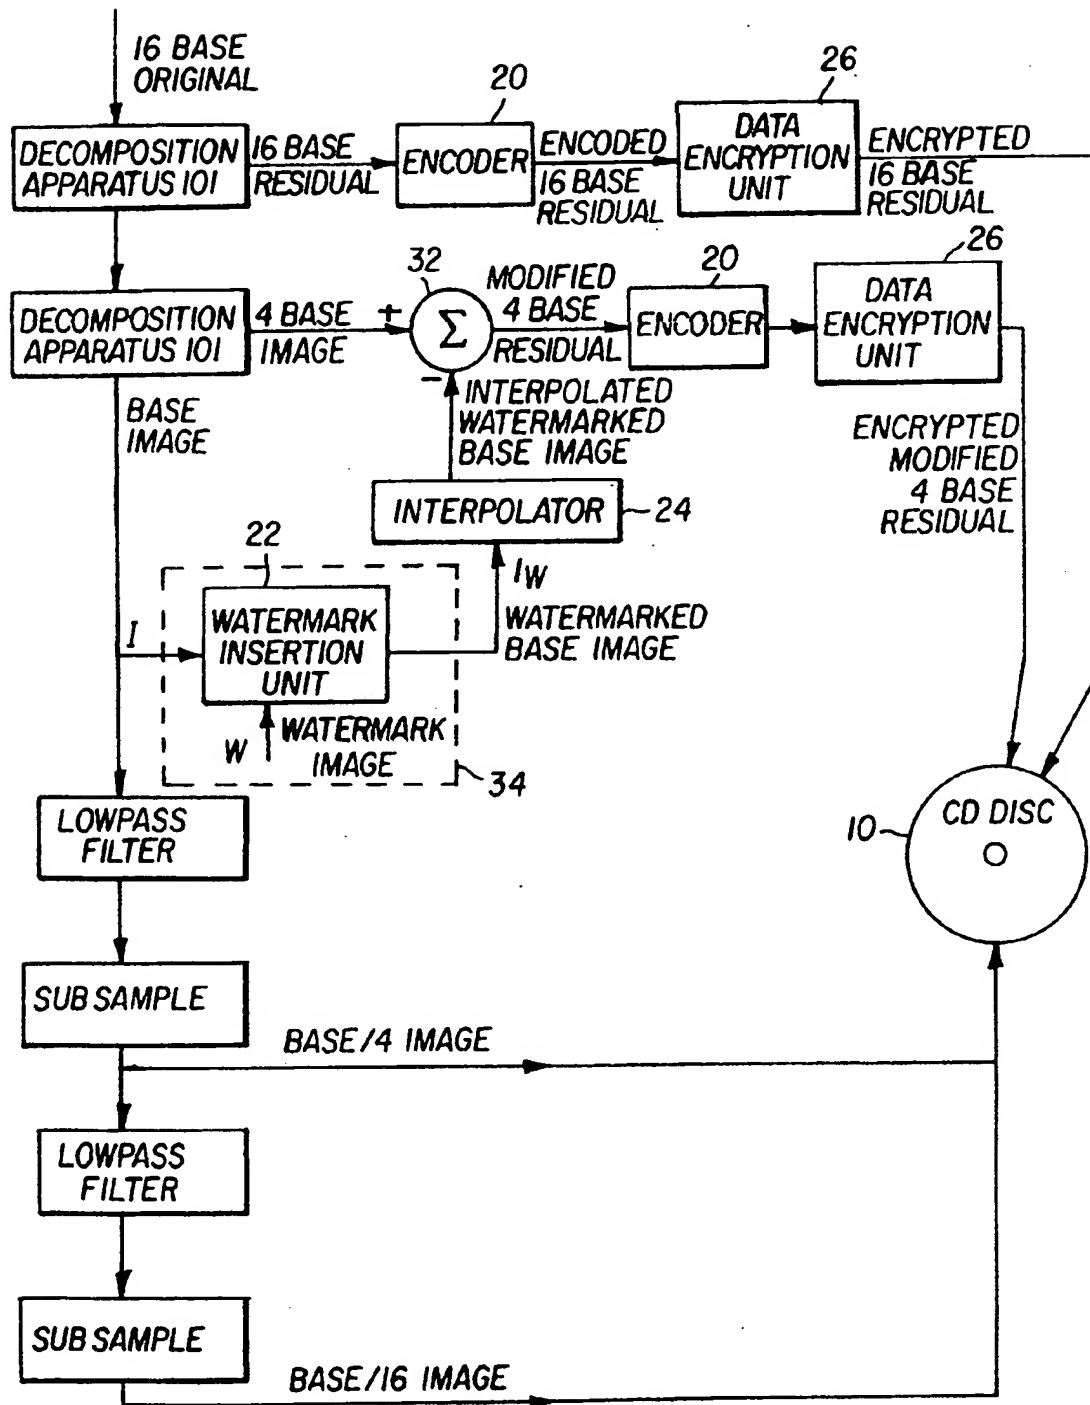 16 BASE
ORIGINAL
DECOMPOSITION
APPARATUS 101
16 BASE
RESIDUAL
20
ENCODER
ENCODED
16 BASE
RESIDUAL
26
DATA
ENCRYPTION
UNIT
ENCRYPTED
16 BASE
RESIDUAL
DECOMPOSITION
APPARATUS 101
4 BASE
IMAGE
32
+
Σ
−
MODIFIED
4 BASE
RESIDUAL
20
ENCODER
26
DATA
ENCRYPTION
UNIT
BASE
IMAGE
INTERPOLATED
WATERMARKED
BASE IMAGE
ENCRYPTED
MODIFIED
4 BASE
RESIDUAL
INTERPOLATOR
24
22
I
WATERMARK
INSERTION
UNIT
IW
WATERMARKED
BASE IMAGE
W
WATERMARK
IMAGE
34
LOWPASS
FILTER
10
CD DISC
SUB SAMPLE
BASE/4 IMAGE
LOWPASS
FILTER
SUB SAMPLE
BASE/16 IMAGE